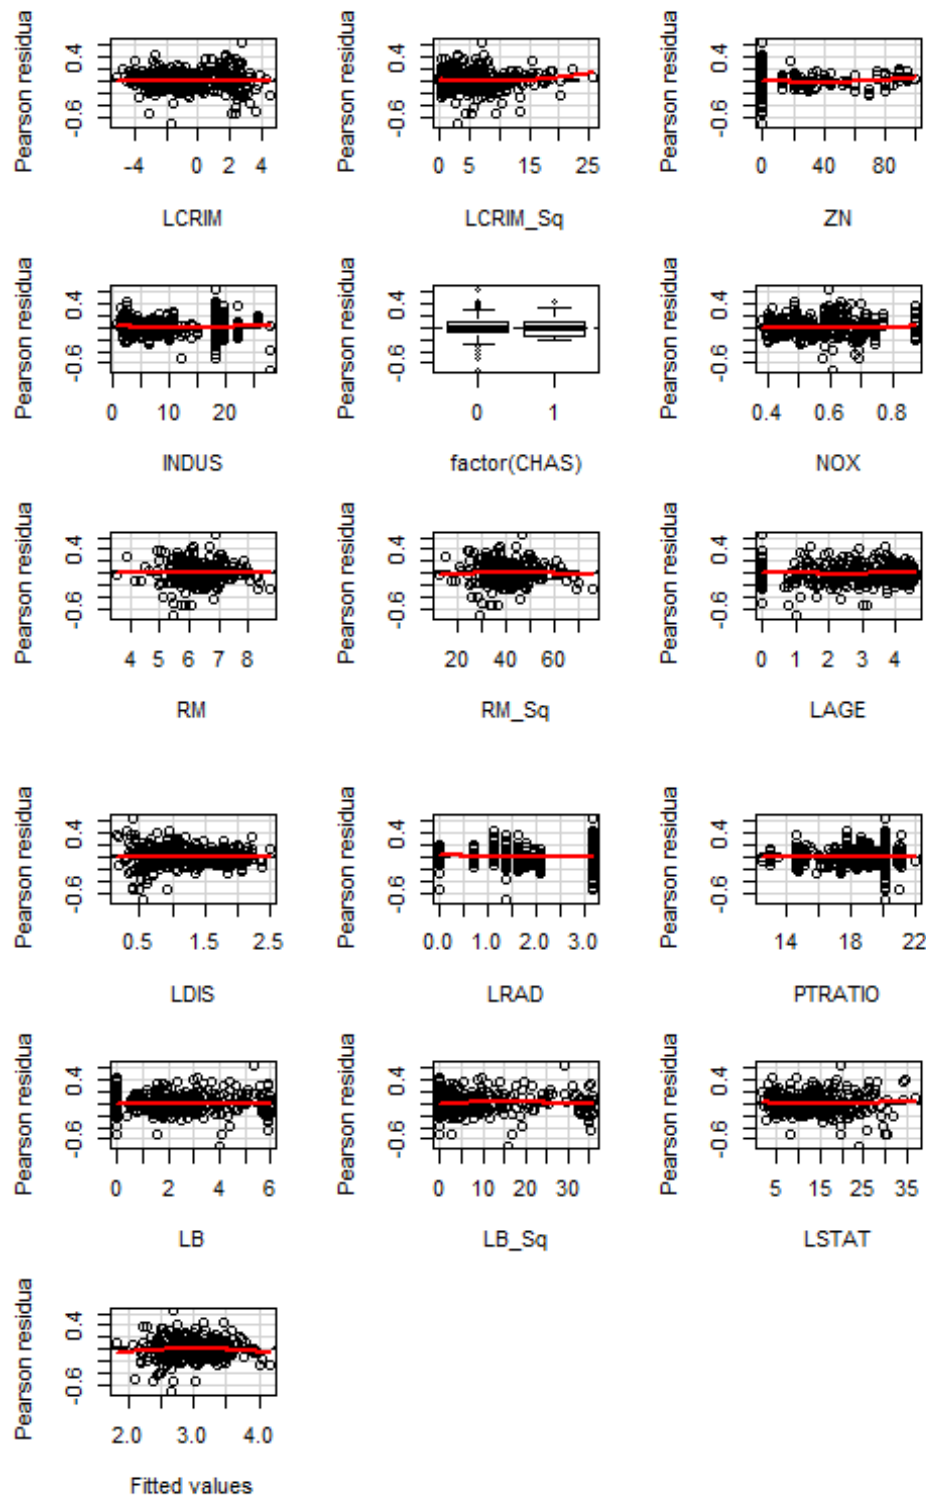 Pearson residua
0.4
-0.6
-4 0 2 4
LCRIM
Pearson residua
0.4
-0.6
0 5 15 25
LCRIM_Sq
Pearson residua
0.4
-0.6
0 40 80
ZN
Pearson residua
0.4
-0.6
0 10 20
INDUS
Pearson residua
0.4
-0.6
0 1
factor(CHAS)
Pearson residua
0.4
-0.6
0.4 0.6 0.8
NOX
Pearson residua
0.4
-0.6
4 5 6 7 8
RM
Pearson residua
0.4
-0.6
20 40 60
RM_Sq
Pearson residua
0.4
-0.6
0 1 2 3 4
LAGE
Pearson residua
0.4
-0.6
0.5 1.5 2.5
LDIS
Pearson residua
0.4
-0.6
0.0 1.0 2.0 3.0
LRAD
Pearson residua
0.4
-0.6
14 18 22
PTRATIO
Pearson residua
0.4
-0.6
0 2 4 6
LB
Pearson residua
0.4
-0.6
0 10 20 30
LB_Sq
Pearson residua
0.4
-0.6
5 15 25 35
LSTAT
Pearson residua
0.4
-0.6
2.0 3.0 4.0
Fitted values